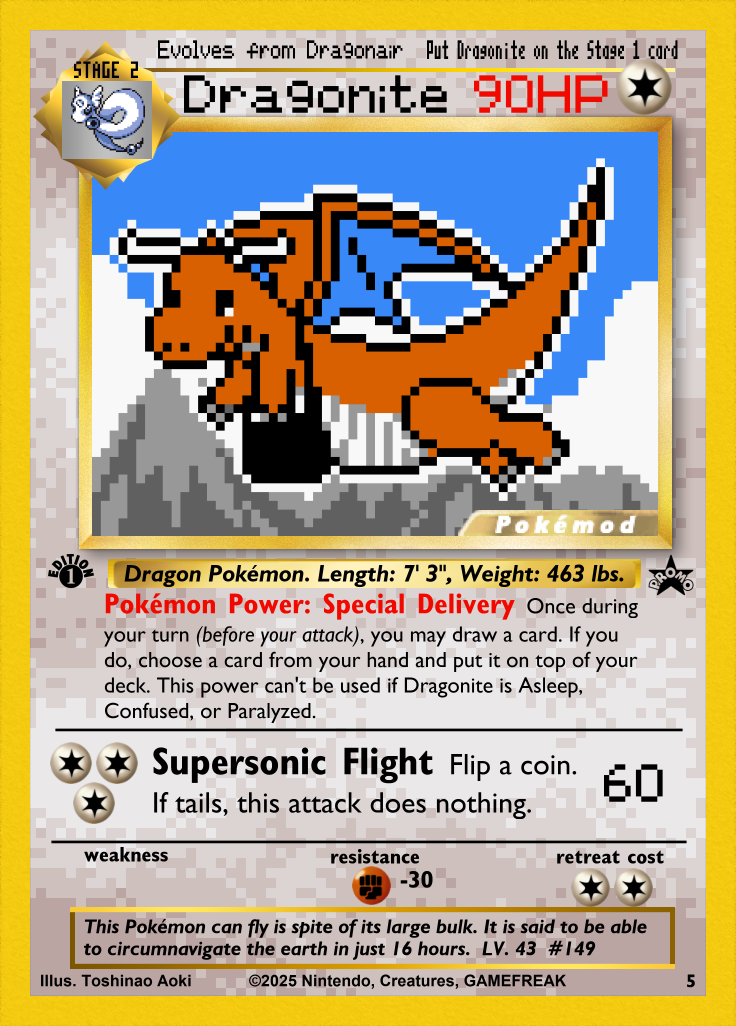 Evolves from Dragonair Put Dragonite on the Stage 1 card
STAGE 2
Dragonite 90HP
Pokémod
EDITION 1
Dragon Pokémon. Length: 7' 3", Weight: 463 lbs.
PROMO
Pokémon Power: Special Delivery Once during
your turn (before your attack), you may draw a card. If you
do, choose a card from your hand and put it on top of your
deck. This power can't be used if Dragonite is Asleep,
Confused, or Paralyzed.
Supersonic Flight Flip a coin.
If tails, this attack does nothing.
60
weakness resistance retreat cost
-30
This Pokémon can fly is spite of its large bulk. It is said to be able
to circumnavigate the earth in just 16 hours. LV. 43 #149
Illus. Toshinao Aoki ©2025 Nintendo, Creatures, GAMEFREAK 5